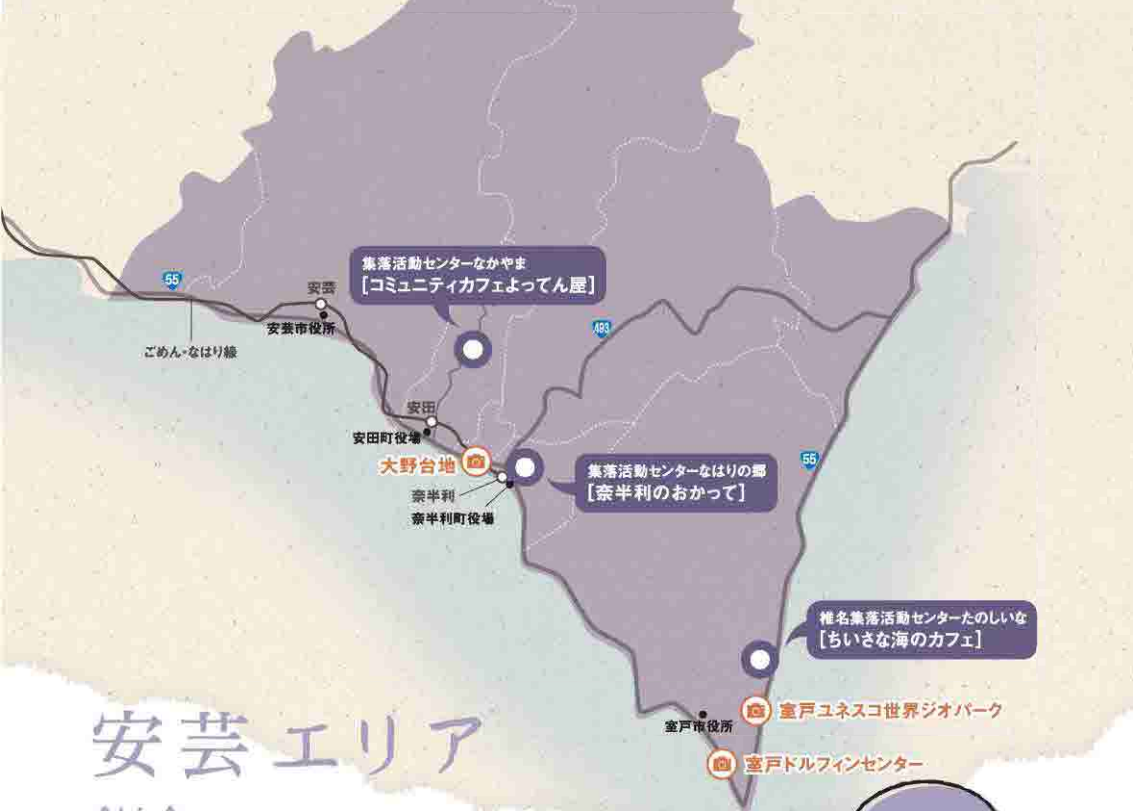 55
集落活動センターなかやま
[コミュニティカフェよってん屋]
安芸
安芸市役所
ごめん・なはり線
493
安田
安田町役場
大野台地
奈半利
奈半利町役場
集落活動センターなはりの郷
[奈半利のおかって]
55
椎名集落活動センターたのしいな
[ちいさな海のカフェ]
室戸市役所
室戸ユネスコ世界ジオパーク
室戸ドルフィンセンター
安芸エリア